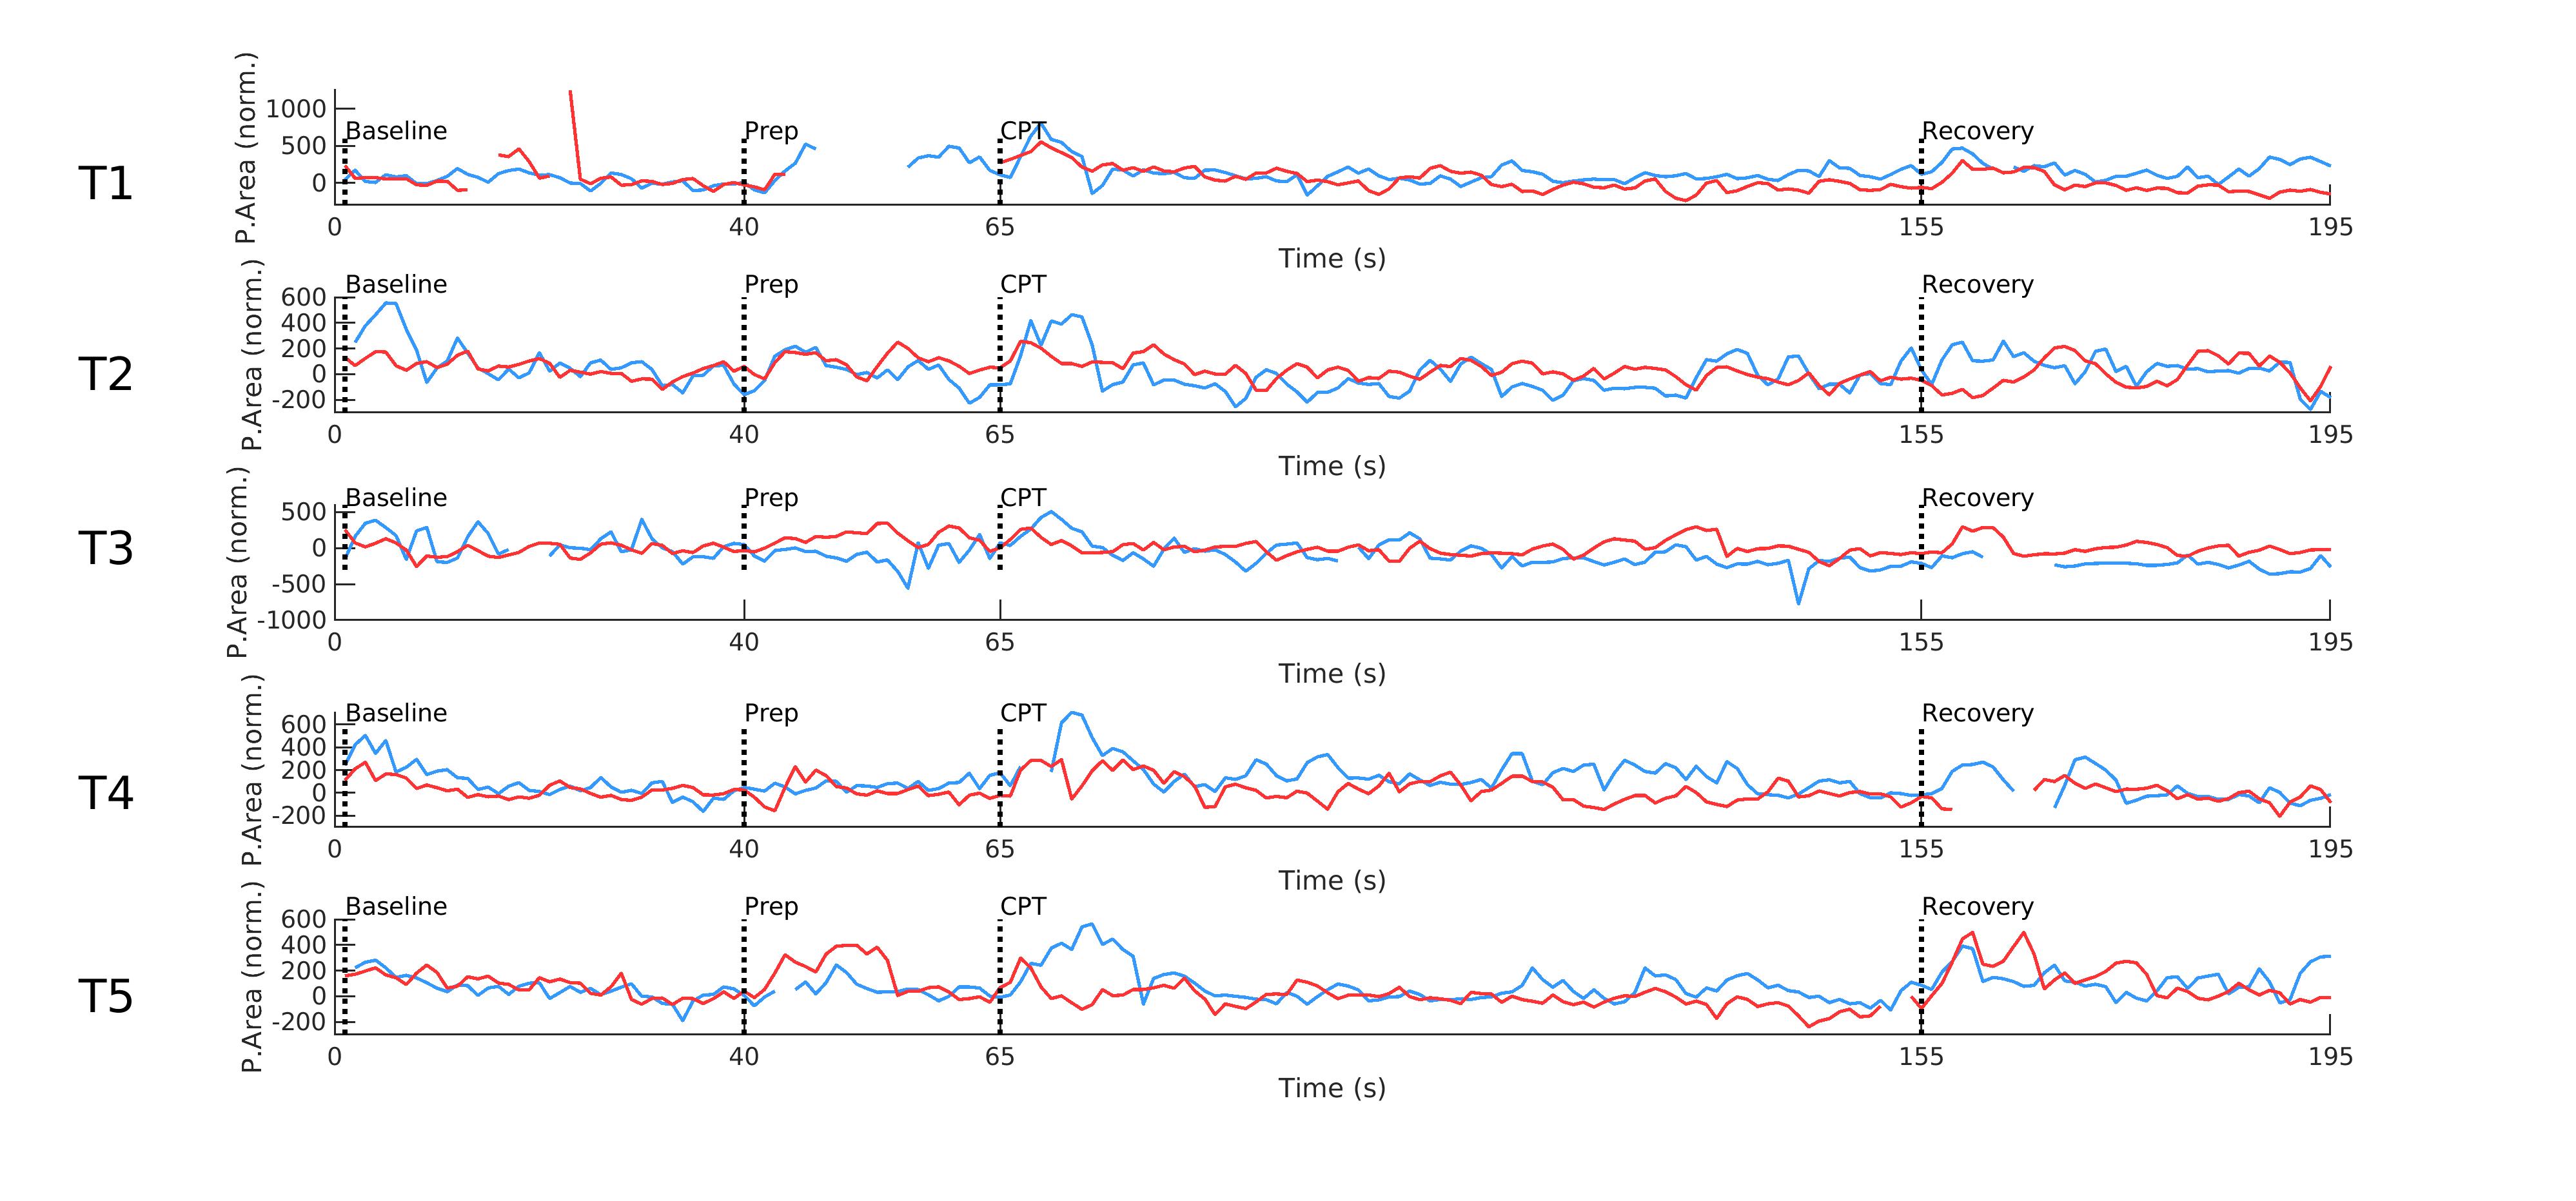 P.Area (norm.)
1000
500
0
Baseline
Prep
CPT
Recovery
T1
0
40
65
155
195
Time (s)
P.Area (norm.)
600
400
200
0
-200
Baseline
Prep
CPT
Recovery
T2
0
40
65
155
195
Time (s)
P.Area (norm.)
500
0
-500
-1000
Baseline
Prep
CPT
Recovery
T3
0
40
65
155
195
Time (s)
P.Area (norm.)
600
400
200
0
-200
Baseline
Prep
CPT
Recovery
T4
0
40
65
155
195
Time (s)
P.Area (norm.)
600
400
200
0
-200
Baseline
Prep
CPT
Recovery
T5
0
40
65
155
195
Time (s)